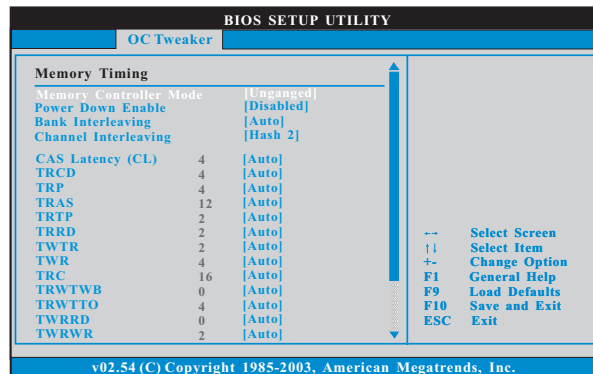 BIOS SETUP UTILITY
OC Tweaker
Memory Timing
Memory Controller Mode [Unganged]
Power Down Enable [Disabled]
Bank Interleaving [Auto]
Channel Interleaving [Hash 2]
CAS Latency (CL) 4 [Auto]
TRCD 4 [Auto]
TRP 4 [Auto]
TRAS 12 [Auto]
TRTP 2 [Auto]
TRRD 2 [Auto]
TWTR 2 [Auto]
TWR 4 [Auto]
TRC 16 [Auto]
TRWTWB 0 [Auto]
TRWTTO 4 [Auto]
TWRRD 0 [Auto]
TWRWR 2 [Auto]
←→ Select Screen
↑↓ Select Item
+- Change Option
F1 General Help
F9 Load Defaults
F10 Save and Exit
ESC Exit
v02.54 (C) Copyright 1985-2003, American Megatrends, Inc.